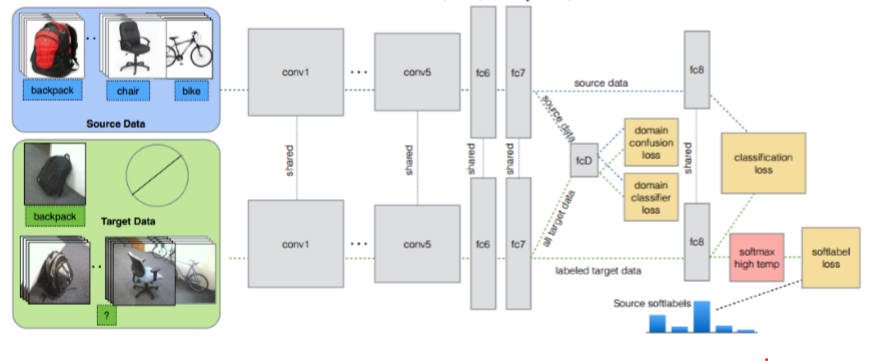 backpack
chair
bike
Source Data
backpack
Target Data
?
conv1
...
conv5
fc6
fc7
shared
shared
shared
shared
conv1
...
conv5
fc6
fc7
source data
source data
all target data
labeled target data
fcD
domain
confusion
loss
domain
classifier
loss
fc8
shared
fc8
classification
loss
softmax
high temp
softlabel
loss
Source softlabels